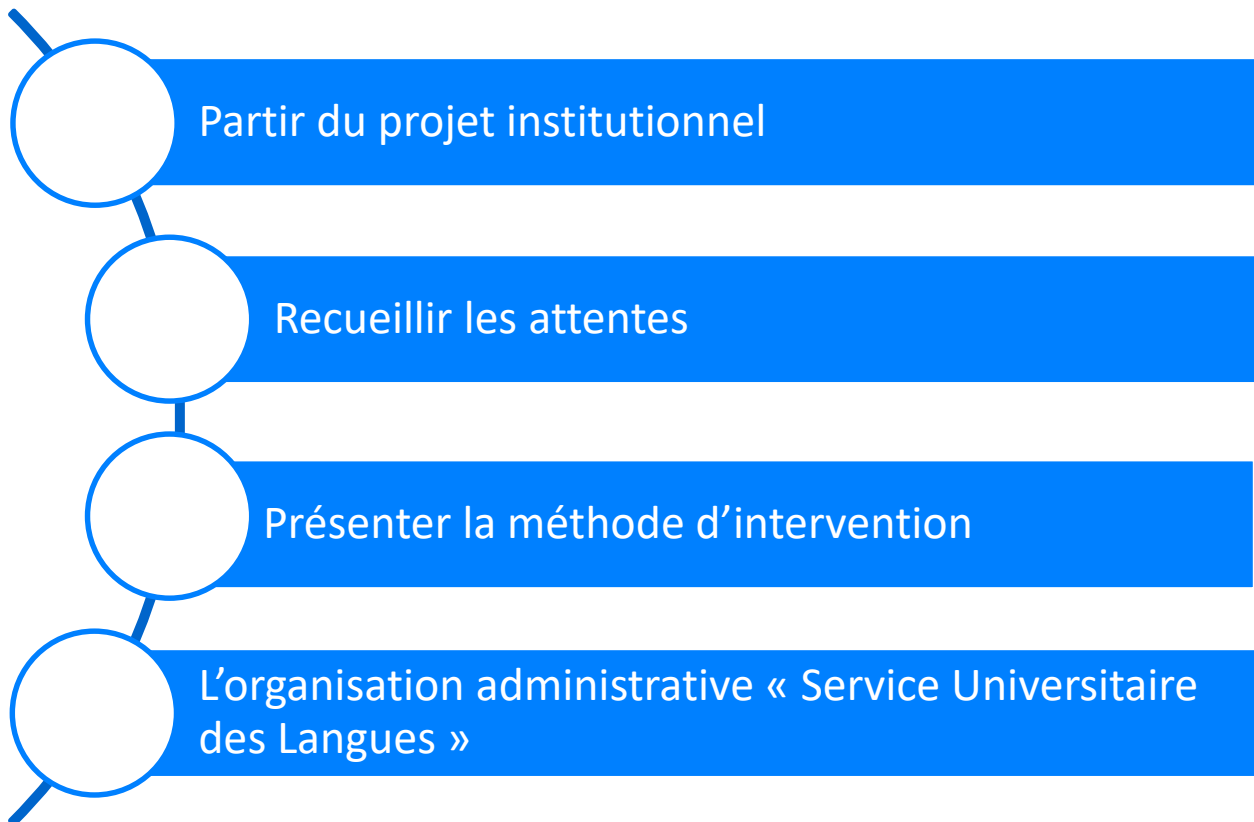 Partir du projet institutionnel
Recueillir les attentes
Présenter la méthode d’intervention
L’organisation administrative « Service Universitaire
des Langues »